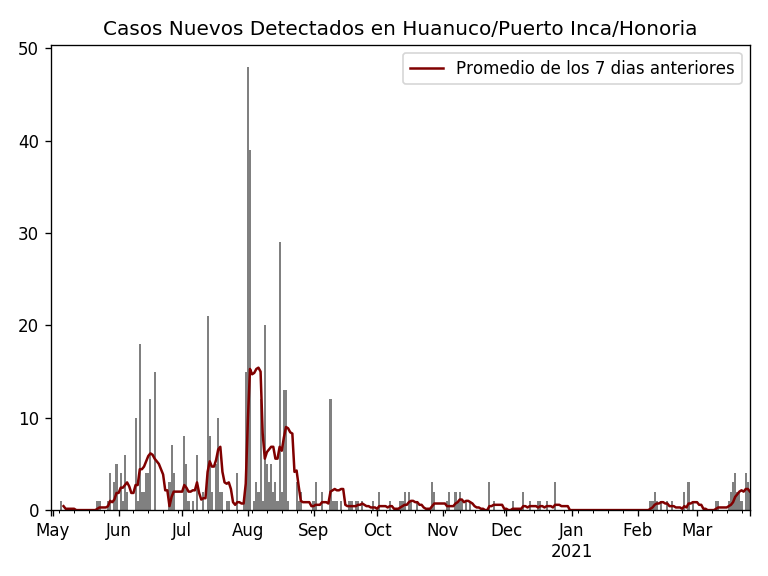 Casos Nuevos Detectados en Huanuco/Puerto Inca/Honoria
Promedio de los 7 dias anteriores
50
40
30
20
10
0
May Jun Jul Aug Sep Oct Nov Dec Jan Feb Mar
2021